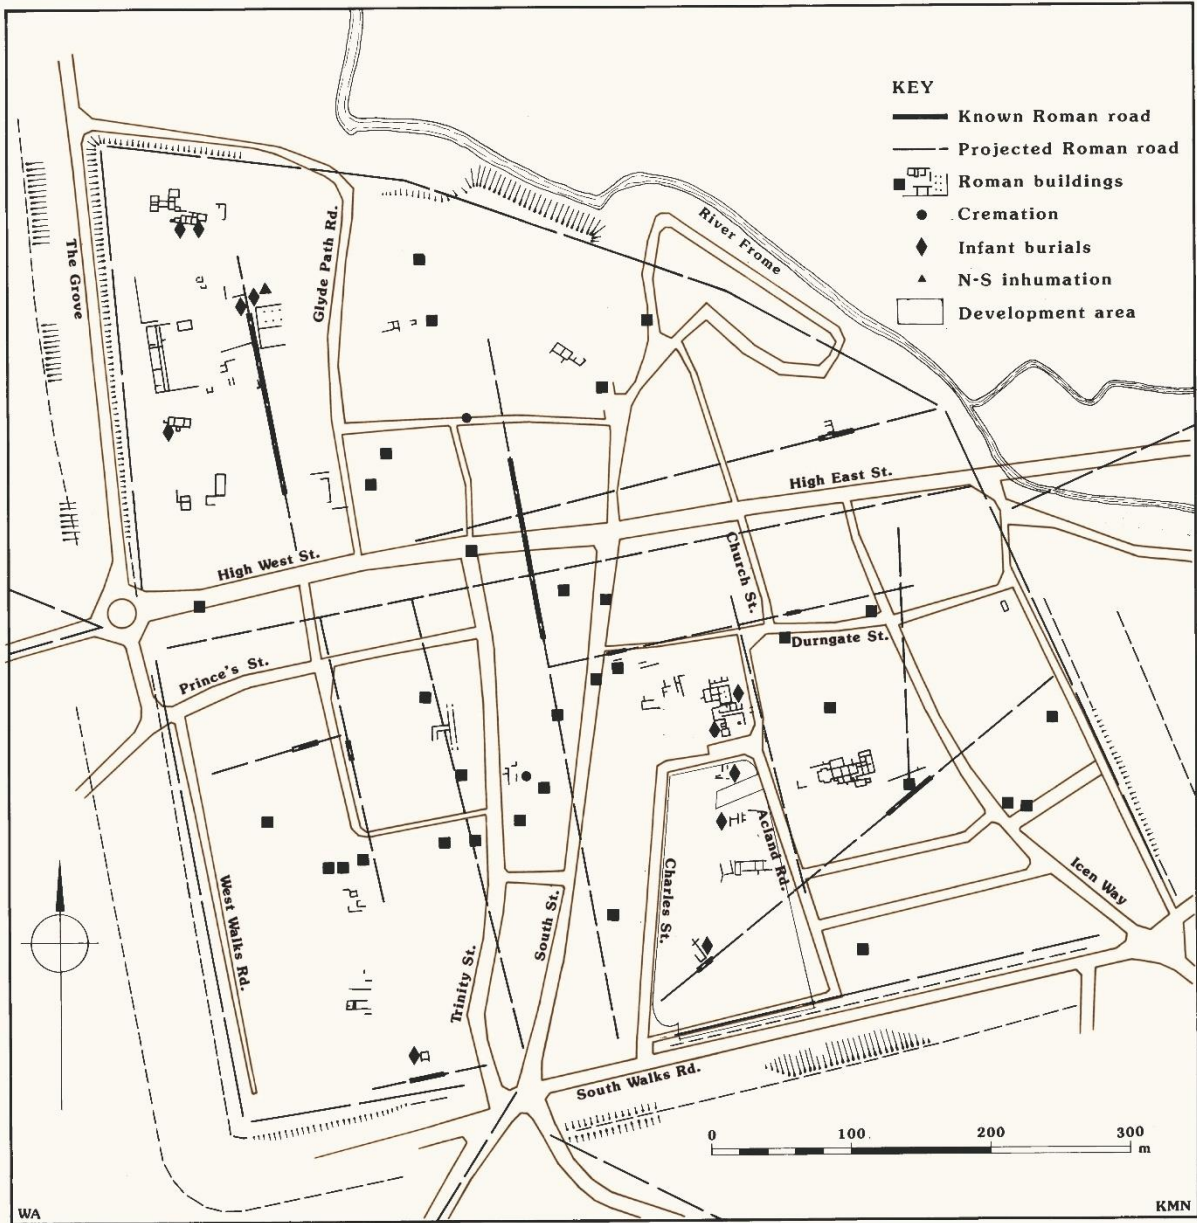 KEY
Known Roman road
Projected Roman road
Roman buildings
Cremation
Infant burials
N-S inhumation
Development area
River Frome
The Grove
Glyde Path Rd.
High East St.
High West St.
Church St.
Prince's St.
Durngate St.
West Walks Rd.
Trinity St.
South St.
Charles St.
Acland Rd.
Icen Way
South Walks Rd.
0 100 200 300
m
WA
KMN